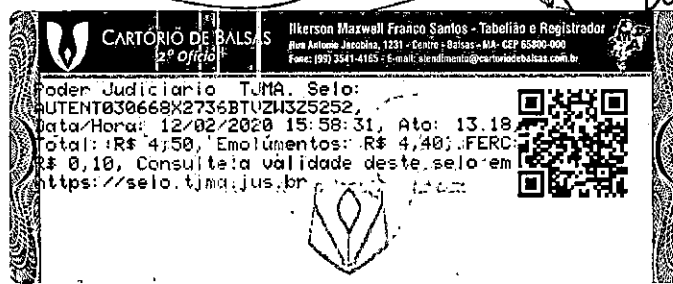 CARTÓRIO DE BALSAS
2º Ofício
Ilkerson Maxwall Franco Santos - Tabelião e Registrador
Rua Antonio Jacobina, 1231 - Centro - Balsas - MA - CEP 65800-000
Fone: (99) 3541-4165 - E-mail: atendimento@cartoriodebalsas.com.br
Poder Judiciario TJMA. Selo:
AUTENT030668X2736BTVZW3Z5252,
Data/Hora: 12/02/2020 15:58:31, Ato: 13.18,
Total: R$ 4,50, Emolumentos: R$ 4,40, FERC:
R$ 0,10, Consulte a validade deste selo em
https://selo.tjma.jus.br